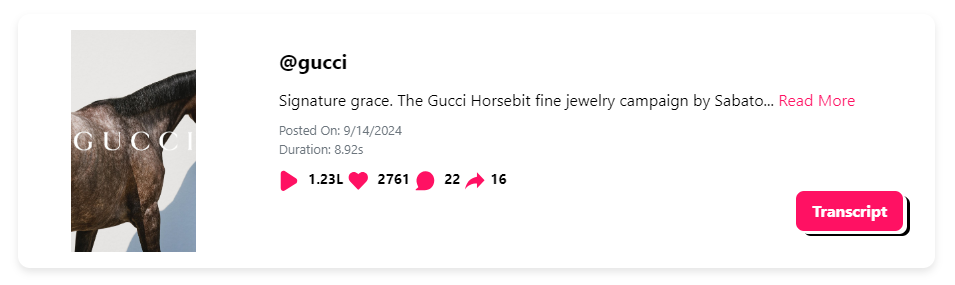 GUCCI
@gucci
Signature grace. The Gucci Horsebit fine jewelry campaign by Sabato... Read More
Posted On: 9/14/2024
Duration: 8.92s
1.23L 2761 22 16
Transcript